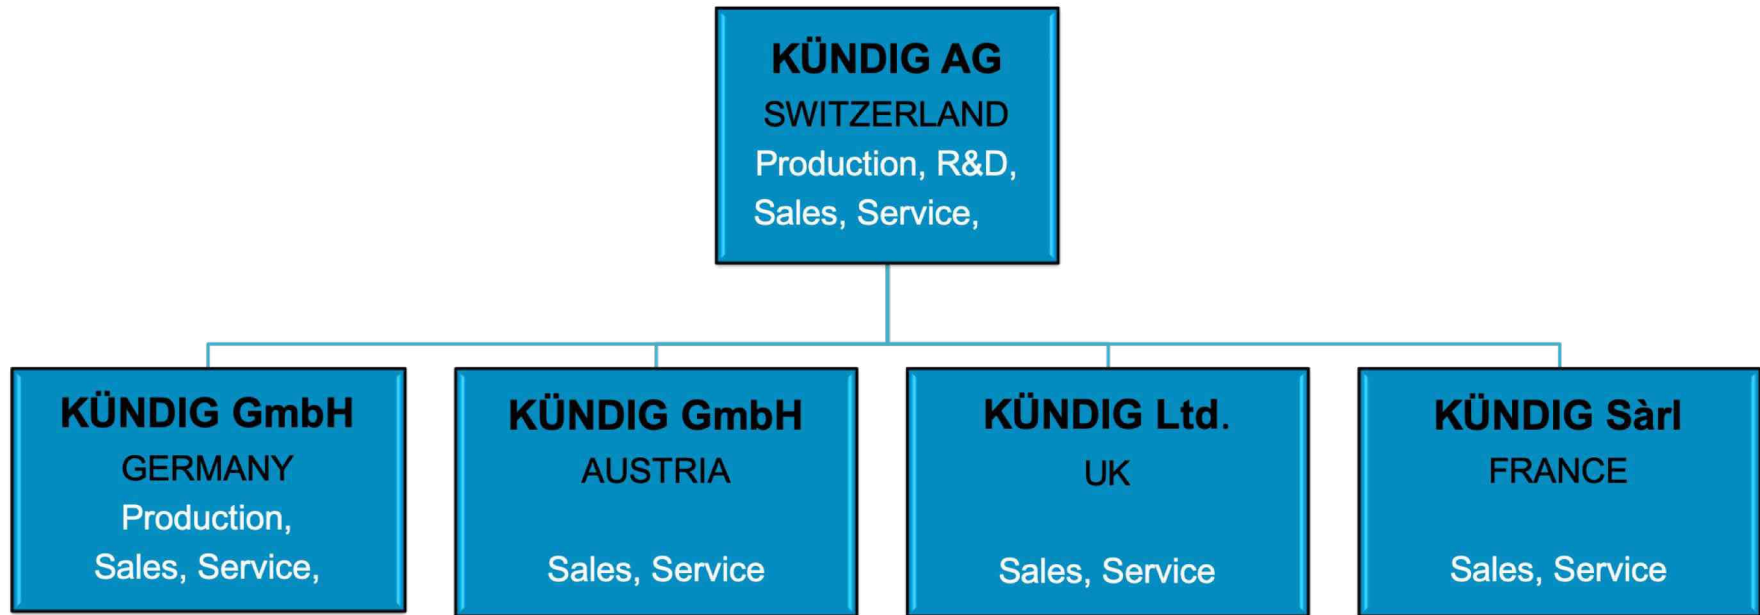 KÜNDIG AG
SWITZERLAND
Production, R&D,
Sales, Service,
KÜNDIG GmbH
GERMANY
Production,
Sales, Service,
KÜNDIG GmbH
AUSTRIA
Sales, Service
KÜNDIG Ltd.
UK
Sales, Service
KÜNDIG Sàrl
FRANCE
Sales, Service